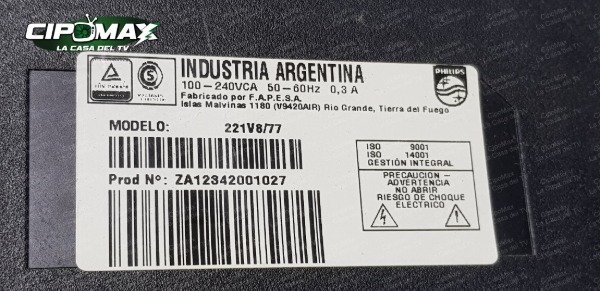 CIPOMAX
LA CASA DEL TV
INDUSTRIA ARGENTINA
100-240VCA 50-60Hz 0,3 A
Fabricado por F.A.P.E.S.A.
Islas Malvinas 1180 (V9420AIR) Rio Grande, Tierra del Fuego
PHILIPS
MODELO: 221V8/77
Prod Nº: ZA12342001027
ISO 9001
ISO 14001
GESTIÓN INTEGRAL
PRECAUCION -
ADVERTENCIA
NO ABRIR
RIESGO DE CHOQUE
ELECTRICO